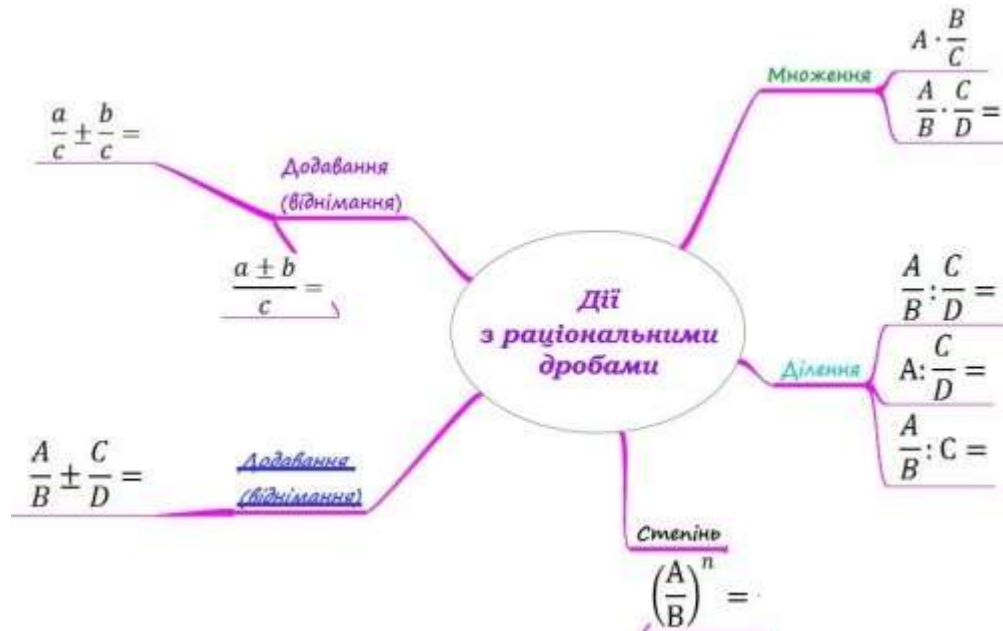 Дії
з раціональними
дробами
Додавання
(віднімання)
a/c ± b/c =
(a ± b)/c =
Додавання
(віднімання)
A/B ± C/D =
Множення
A · B/C
A/B · C/D =
Ділення
A/B : C/D =
A: C/D =
A/B : C =
Степінь
(A/B)^n =